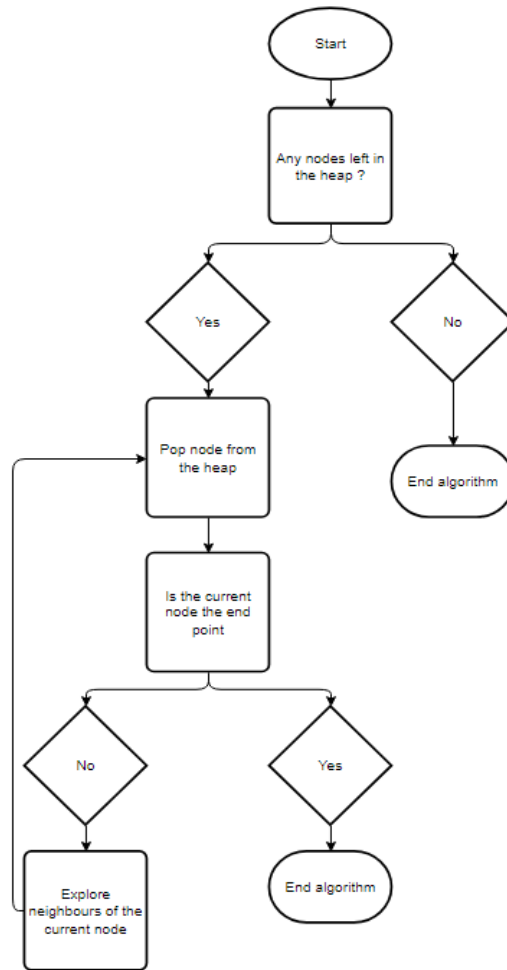 Start
Any nodes left in
the heap ?
Yes
No
Pop node from
the heap
End algorithm
Is the current
node the end
point
No
Yes
Explore
neighbours of the
current node
End algorithm